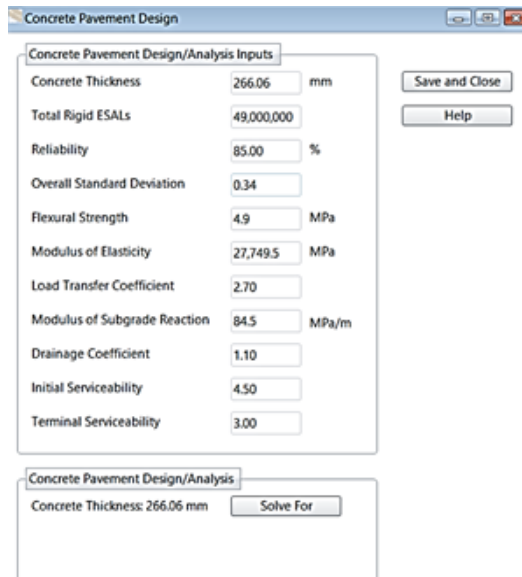 Concrete Pavement Design
Concrete Pavement Design/Analysis Inputs
Concrete Thickness 266.06 mm
Save and Close
Total Rigid ESALs 49,000,000
Help
Reliability 85.00 %
Overall Standard Deviation 0.34
Flexural Strength 4.9 MPa
Modulus of Elasticity 27,749.5 MPa
Load Transfer Coefficient 2.70
Modulus of Subgrade Reaction 84.5 MPa/m
Drainage Coefficient 1.10
Initial Serviceability 4.50
Terminal Serviceability 3.00
Concrete Pavement Design/Analysis
Concrete Thickness: 266.06 mm Solve For